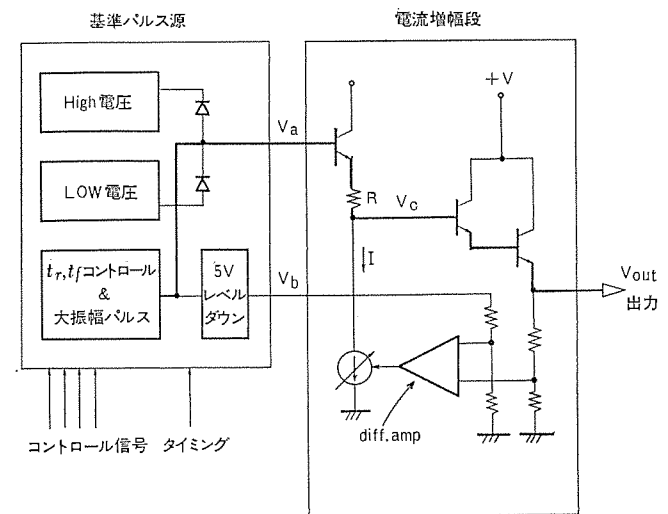 基準パルス源
電流増幅段
High電圧
LOW電圧
tr,tfコントロール
&
大振幅パルス
5V
レベル
ダウン
Va
Vb
R
Vc
I
+V
Vout
出力
diff.amp
コントロール信号
タイミング